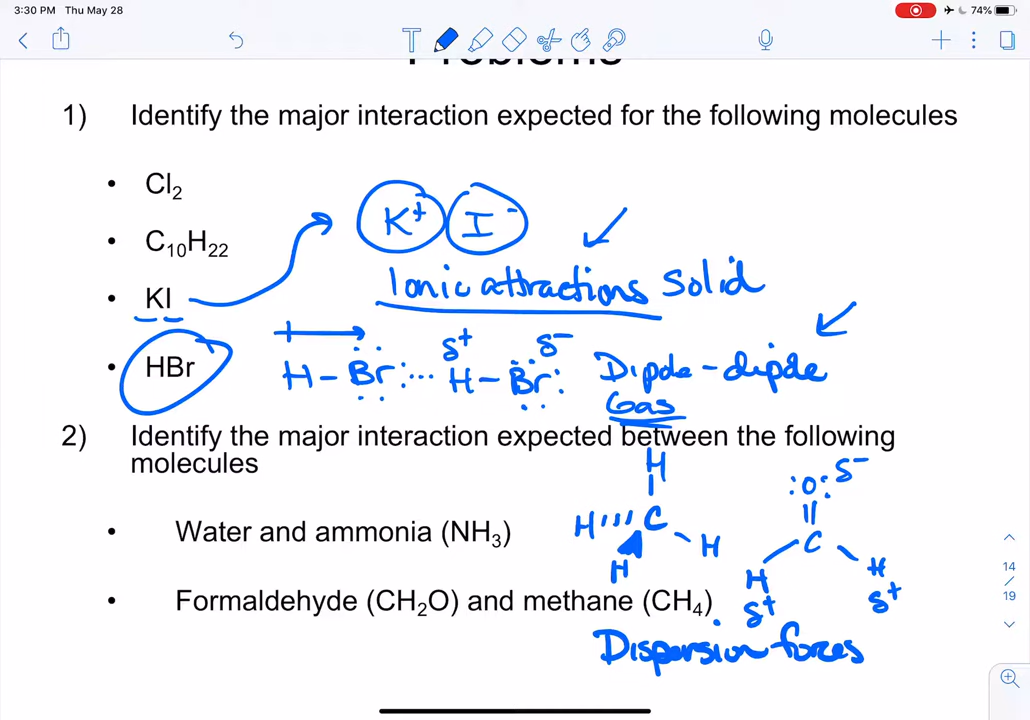 3:30 PM Thu May 28
74%
T
Problems
1) Identify the major interaction expected for the following molecules
• Cl₂
• C₁₀H₂₂
• KI
• HBr
K⁺ I⁻
Ionic attractions Solid
δ⁺ δ⁻
H–Br:··· H–Br: Dipole-dipole
Gas
2) Identify the major interaction expected between the following
molecules
• Water and ammonia (NH₃)
• Formaldehyde (CH₂O) and methane (CH₄)
H
H C H
H
:O: δ⁻
C
H H
δ⁺ δ⁺
Dispersion forces
14
/
19